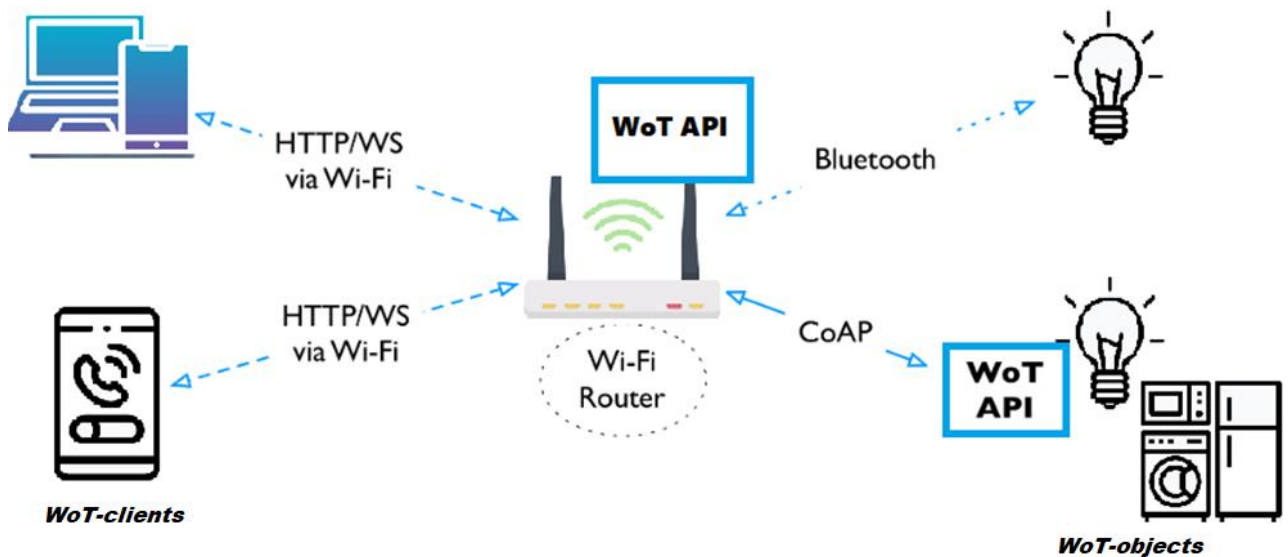 WoT API
HTTP/WS
via Wi-Fi
Bluetooth
HTTP/WS
via Wi-Fi
CoAP
Wi-Fi
Router
WoT
API
WoT-clients
WoT-objects